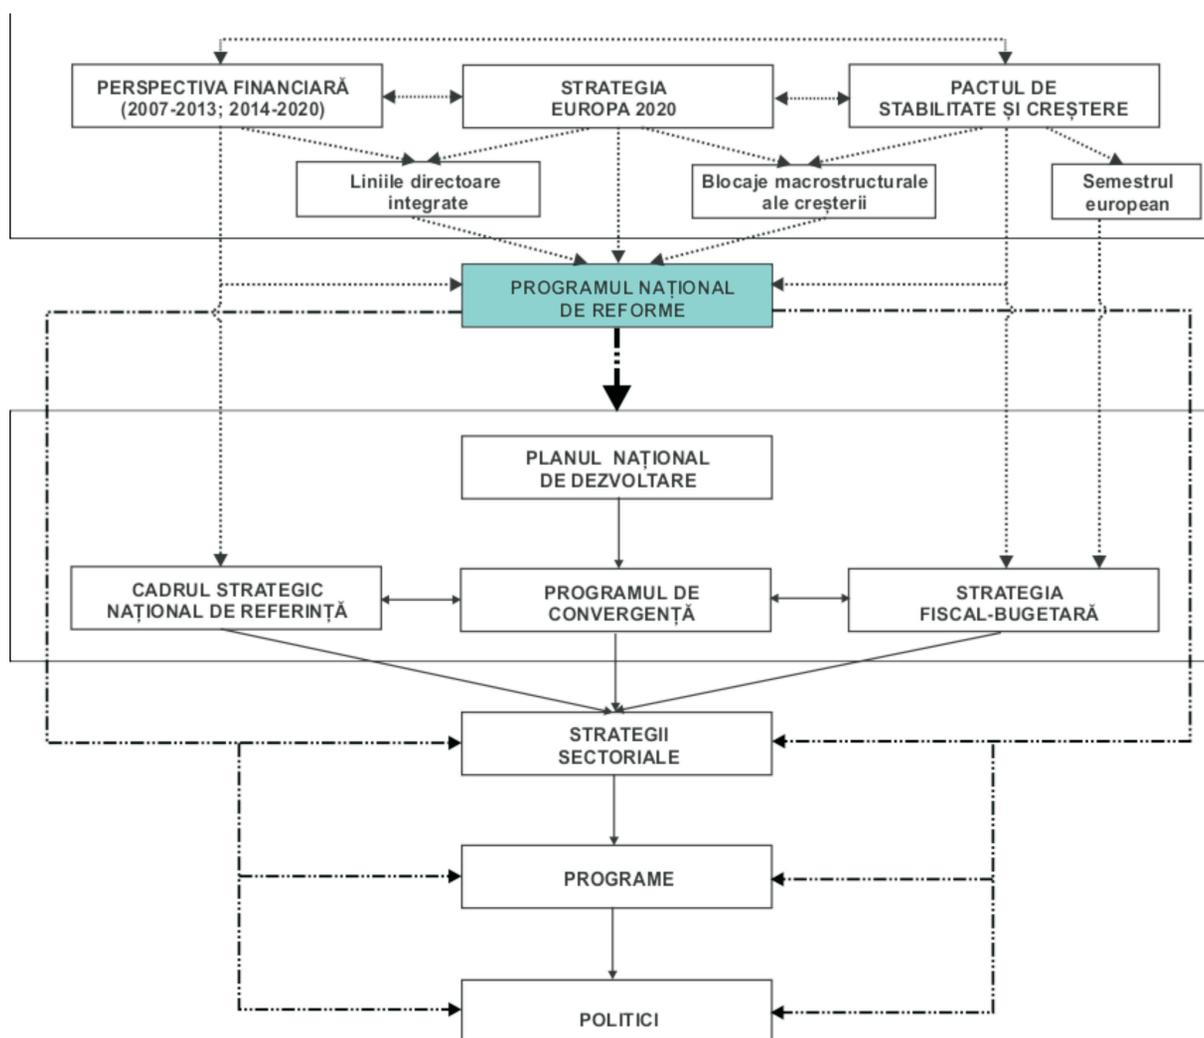 PERSPECTIVA FINANCIARĂ
(2007-2013; 2014-2020)
STRATEGIA
EUROPA 2020
PACTUL DE
STABILITATE ȘI CREȘTERE
Liniile directoare
integrate
Blocaje macrostructurale
ale creșterii
Semestrul
european
PROGRAMUL NAȚIONAL
DE REFORME
PLANUL NAȚIONAL
DE DEZVOLTARE
CADRUL STRATEGIC
NAȚIONAL DE REFERINȚĂ
PROGRAMUL DE
CONVERGENȚĂ
STRATEGIA
FISCAL-BUGETARĂ
STRATEGII
SECTORIALE
PROGRAME
POLITICI